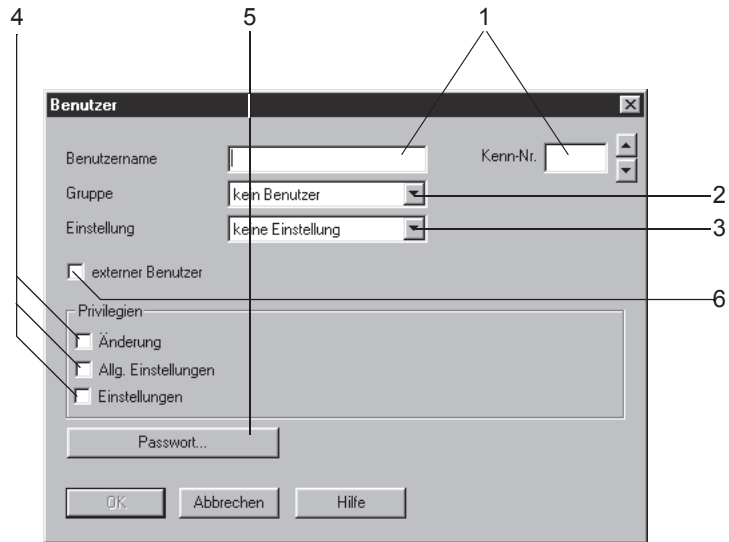 4 5 1
Benutzer
Benutzername
Kenn-Nr.
Gruppe kein Benutzer 2
Einstellung keine Einstellung 3
externer Benutzer
6
Privilegien
Änderung
Allg. Einstellungen
Einstellungen
Passwort...
OK Abbrechen Hilfe